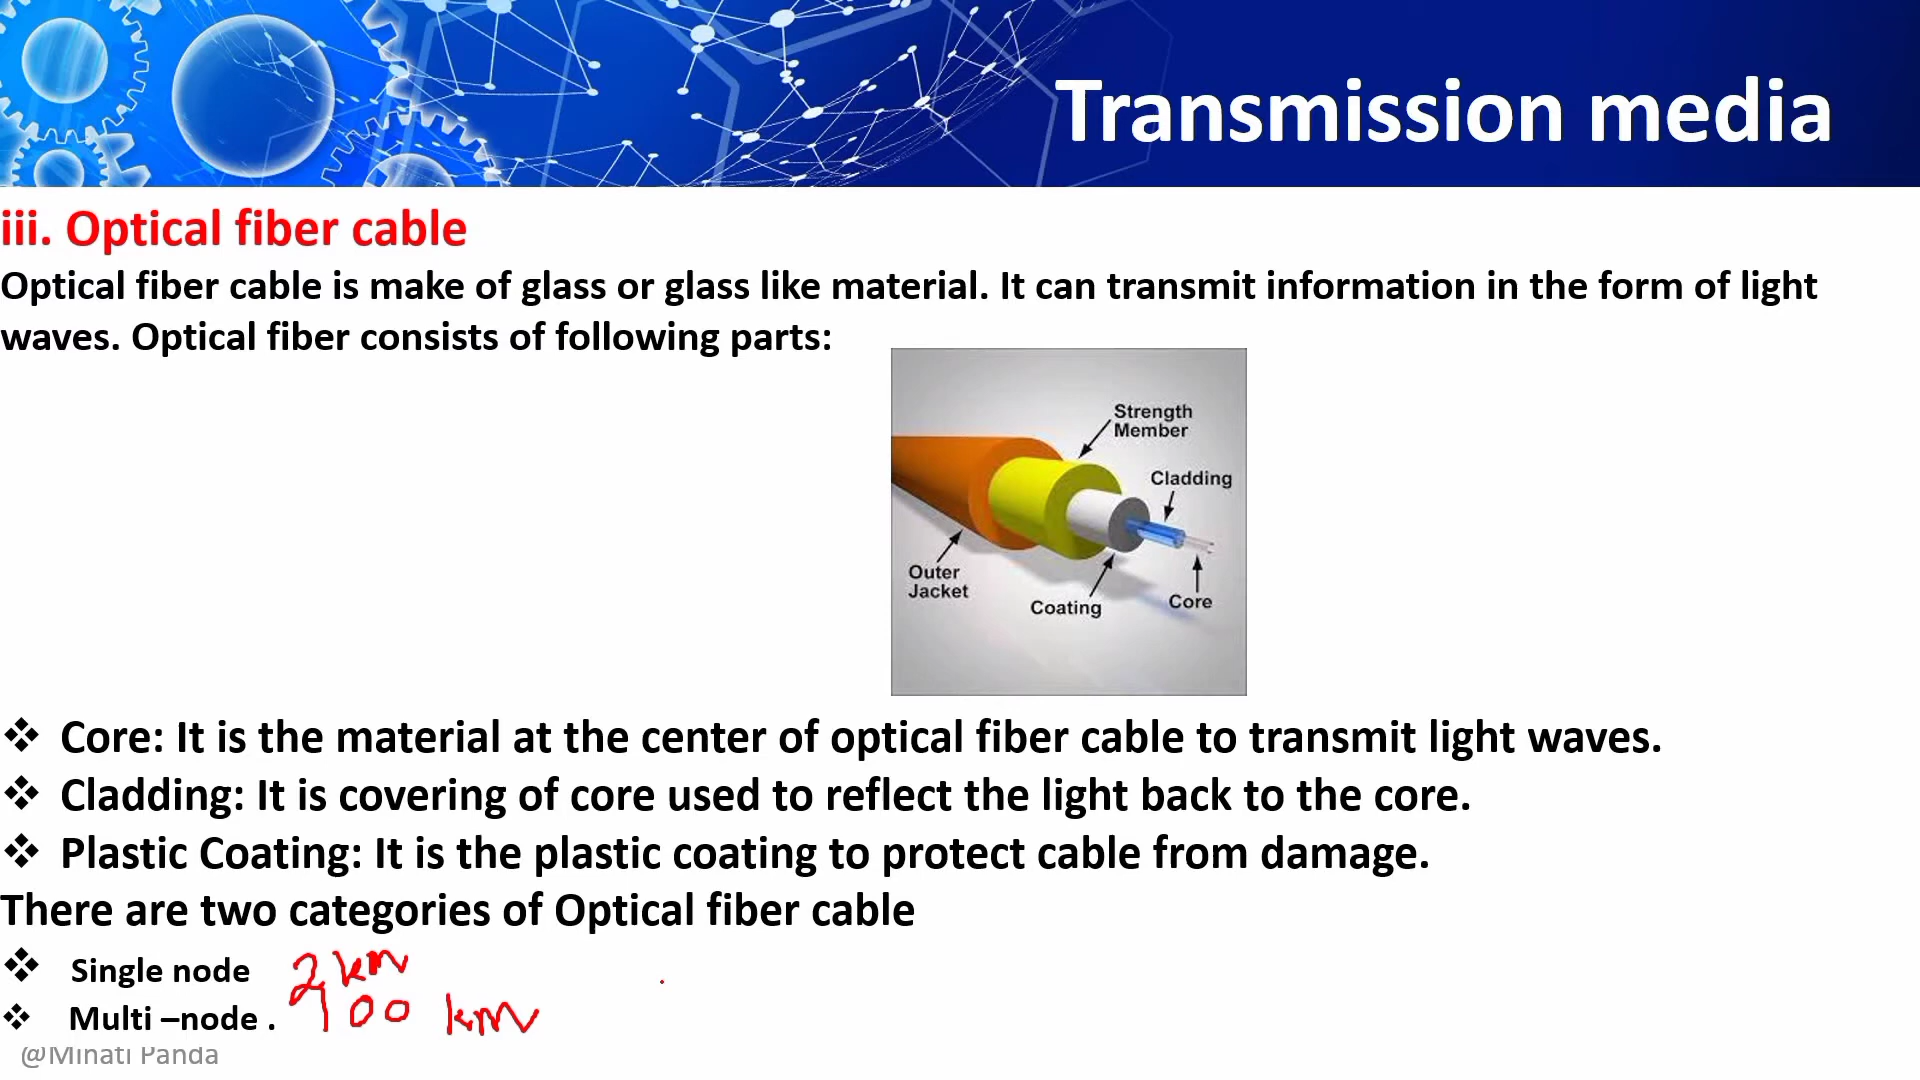 Transmission media
iii. Optical fiber cable
Optical fiber cable is make of glass or glass like material. It can transmit information in the form of light
waves. Optical fiber consists of following parts:
Strength
Member
Cladding
Outer
Jacket
Coating
Core
❖ Core: It is the material at the center of optical fiber cable to transmit light waves.
❖ Cladding: It is covering of core used to reflect the light back to the core.
❖ Plastic Coating: It is the plastic coating to protect cable from damage.
There are two categories of Optical fiber cable
❖ Single node 2 km
❖ Multi –node . 100 km
@Minati Panda